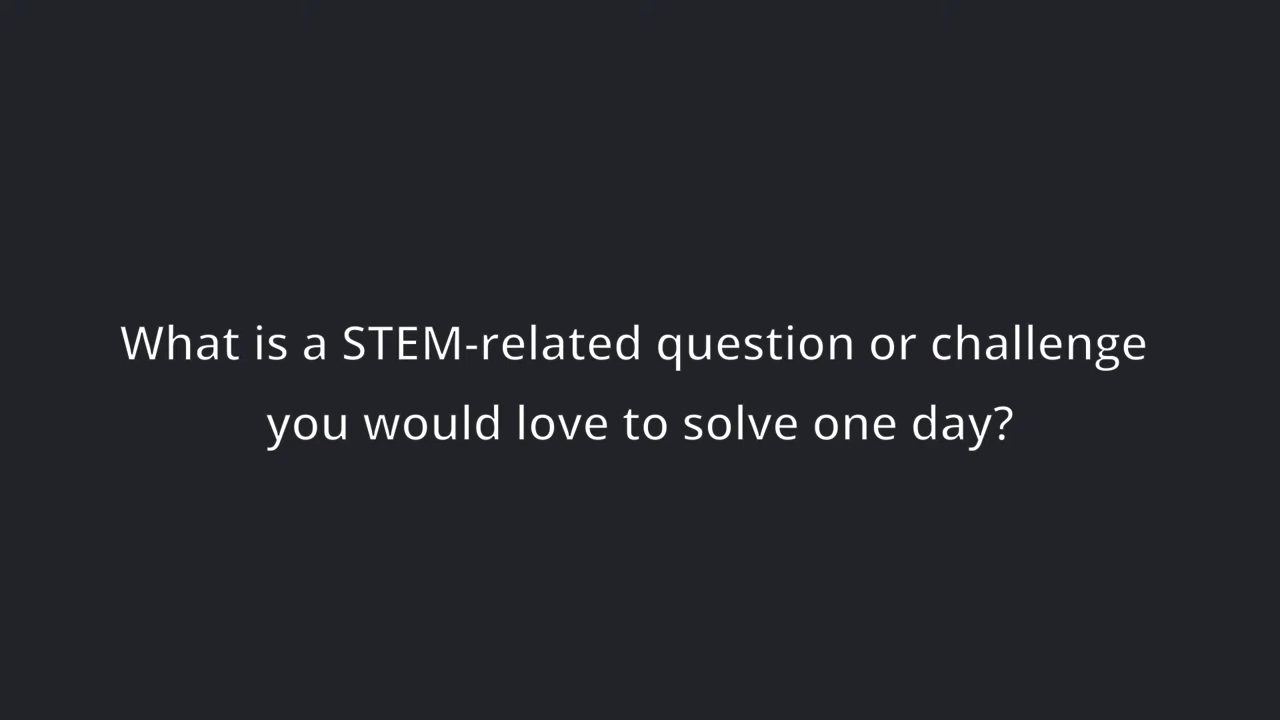 What is a STEM-related question or challenge
you would love to solve one day?